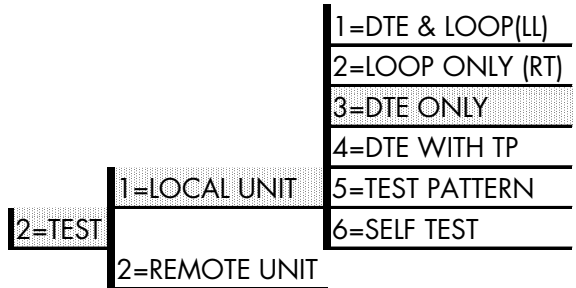 1=DTE & LOOP(LL)
2=LOOP ONLY (RT)
3=DTE ONLY
4=DTE WITH TP
1=LOCAL UNIT 5=TEST PATTERN
2=TEST 6=SELF TEST
2=REMOTE UNIT